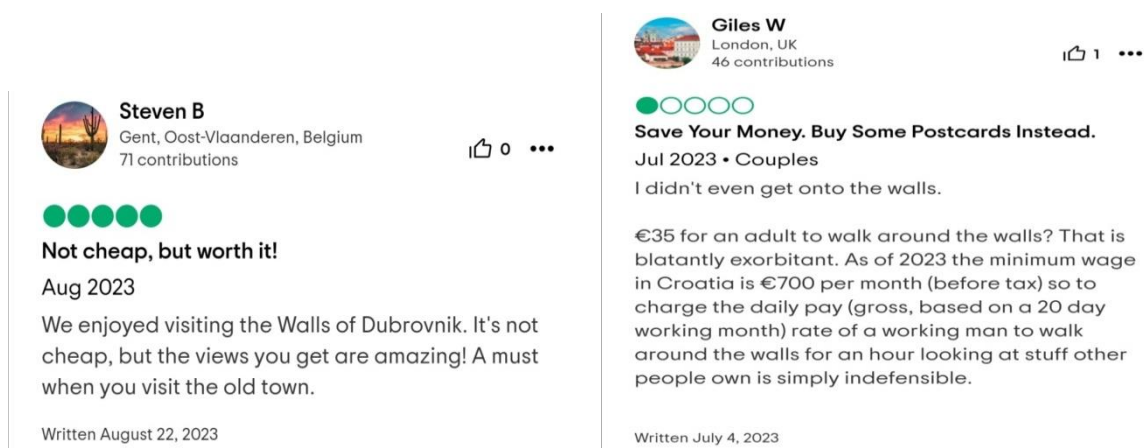 Steven B
Gent, Oost-Vlaanderen, Belgium
71 contributions
0
Not cheap, but worth it!
Aug 2023
We enjoyed visiting the Walls of Dubrovnik. It's not
cheap, but the views you get are amazing! A must
when you visit the old town.
Written August 22, 2023
Giles W
London, UK
46 contributions
1
Save Your Money. Buy Some Postcards Instead.
Jul 2023 • Couples
I didn't even get onto the walls.
€35 for an adult to walk around the walls? That is
blatantly exorbitant. As of 2023 the minimum wage
in Croatia is €700 per month (before tax) so to
charge the daily pay (gross, based on a 20 day
working month) rate of a working man to walk
around the walls for an hour looking at stuff other
people own is simply indefensible.
Written July 4, 2023